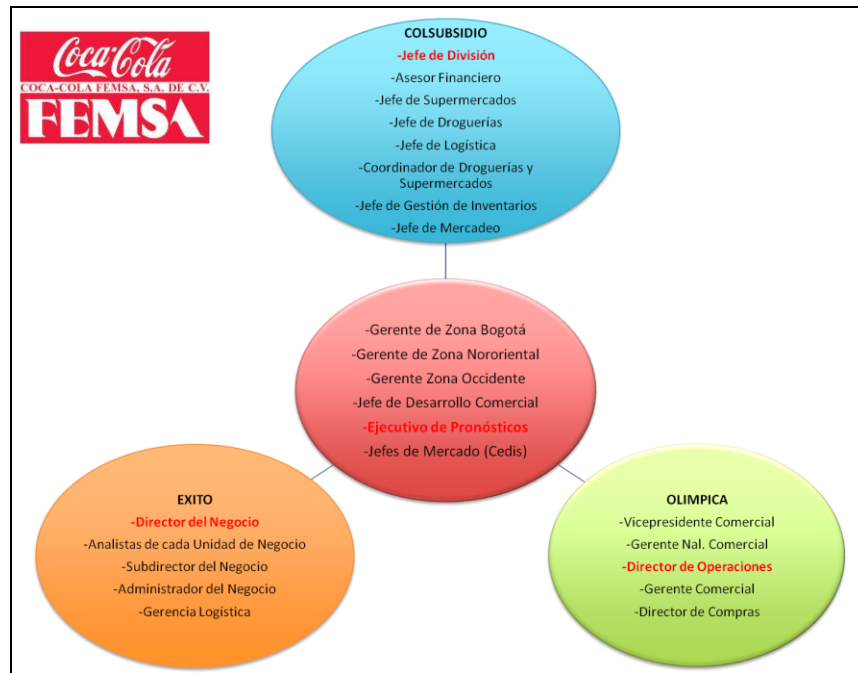 Coca-Cola
COCA-COLA FEMSA, S.A. DE C.V.
FEMSA
COLSUBSIDIO
-Jefe de División
-Asesor Financiero
-Jefe de Supermercados
-Jefe de Droguerías
-Jefe de Logística
-Coordinador de Droguerías y
Supermercados
-Jefe de Gestión de Inventarios
-Jefe de Mercadeo
-Gerente de Zona Bogotá
-Gerente de Zona Nororiental
-Gerente Zona Occidente
-Jefe de Desarrollo Comercial
-Ejecutivo de Pronósticos
-Jefes de Mercado (Cedis)
EXITO
-Director del Negocio
-Analistas de cada Unidad de Negocio
-Subdirector del Negocio
-Administrador del Negocio
-Gerencia Logística
OLIMPICA
-Vicepresidente Comercial
-Gerente Nal. Comercial
-Director de Operaciones
-Gerente Comercial
-Director de Compras